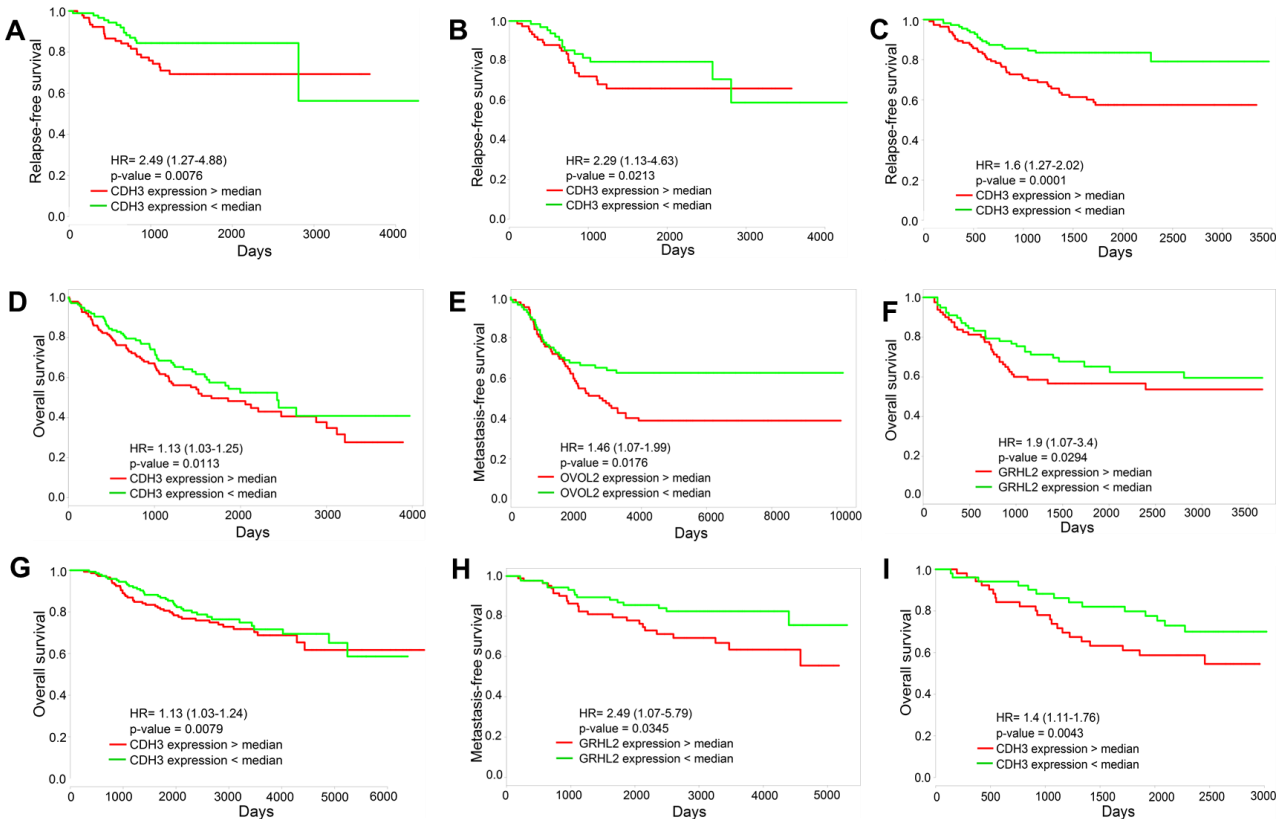 A
Relapse-free survival
1.0
0.8
0.6
0.4
0.2
0.0
HR= 2.49 (1.27-4.88)
p-value = 0.0076
CDH3 expression > median
CDH3 expression < median
0 1000 2000 3000 4000
Days
B
Relapse-free survival
1.0
0.8
0.6
0.4
0.2
0.0
HR= 2.29 (1.13-4.63)
p-value = 0.0213
CDH3 expression > median
CDH3 expression < median
0 1000 2000 3000 4000
Days
C
Relapse-free survival
1.0
0.8
0.6
0.4
0.2
0.0
HR= 1.6 (1.27-2.02)
p-value = 0.0001
CDH3 expression > median
CDH3 expression < median
0 500 1000 1500 2000 2500 3000 3500
Days
D
Overall survival
1.0
0.8
0.6
0.4
0.2
0.0
HR= 1.13 (1.03-1.25)
p-value = 0.0113
CDH3 expression > median
CDH3 expression < median
0 1000 2000 3000 4000
Days
E
Metastasis-free survival
1.0
0.8
0.6
0.4
0.2
0.0
HR= 1.46 (1.07-1.99)
p-value = 0.0176
OVOL2 expression > median
OVOL2 expression < median
0 2000 4000 6000 8000 10000
Days
F
Overall survival
1.0
0.8
0.6
0.4
0.2
0.0
HR= 1.9 (1.07-3.4)
p-value = 0.0294
GRHL2 expression > median
GRHL2 expression < median
0 500 1000 1500 2000 2500 3000 3500
Days
G
Overall survival
1.0
0.8
0.6
0.4
0.2
0.0
HR= 1.13 (1.03-1.24)
p-value = 0.0079
CDH3 expression > median
CDH3 expression < median
0 1000 2000 3000 4000 5000 6000
Days
H
Metastasis-free survival
1.0
0.8
0.6
0.4
0.2
0.0
HR= 2.49 (1.07-5.79)
p-value = 0.0345
GRHL2 expression > median
GRHL2 expression < median
0 1000 2000 3000 4000 5000
Days
I
Overall survival
1.0
0.8
0.6
0.4
0.2
0.0
HR= 1.4 (1.11-1.76)
p-value = 0.0043
CDH3 expression > median
CDH3 expression < median
0 500 1000 1500 2000 2500 3000
Days